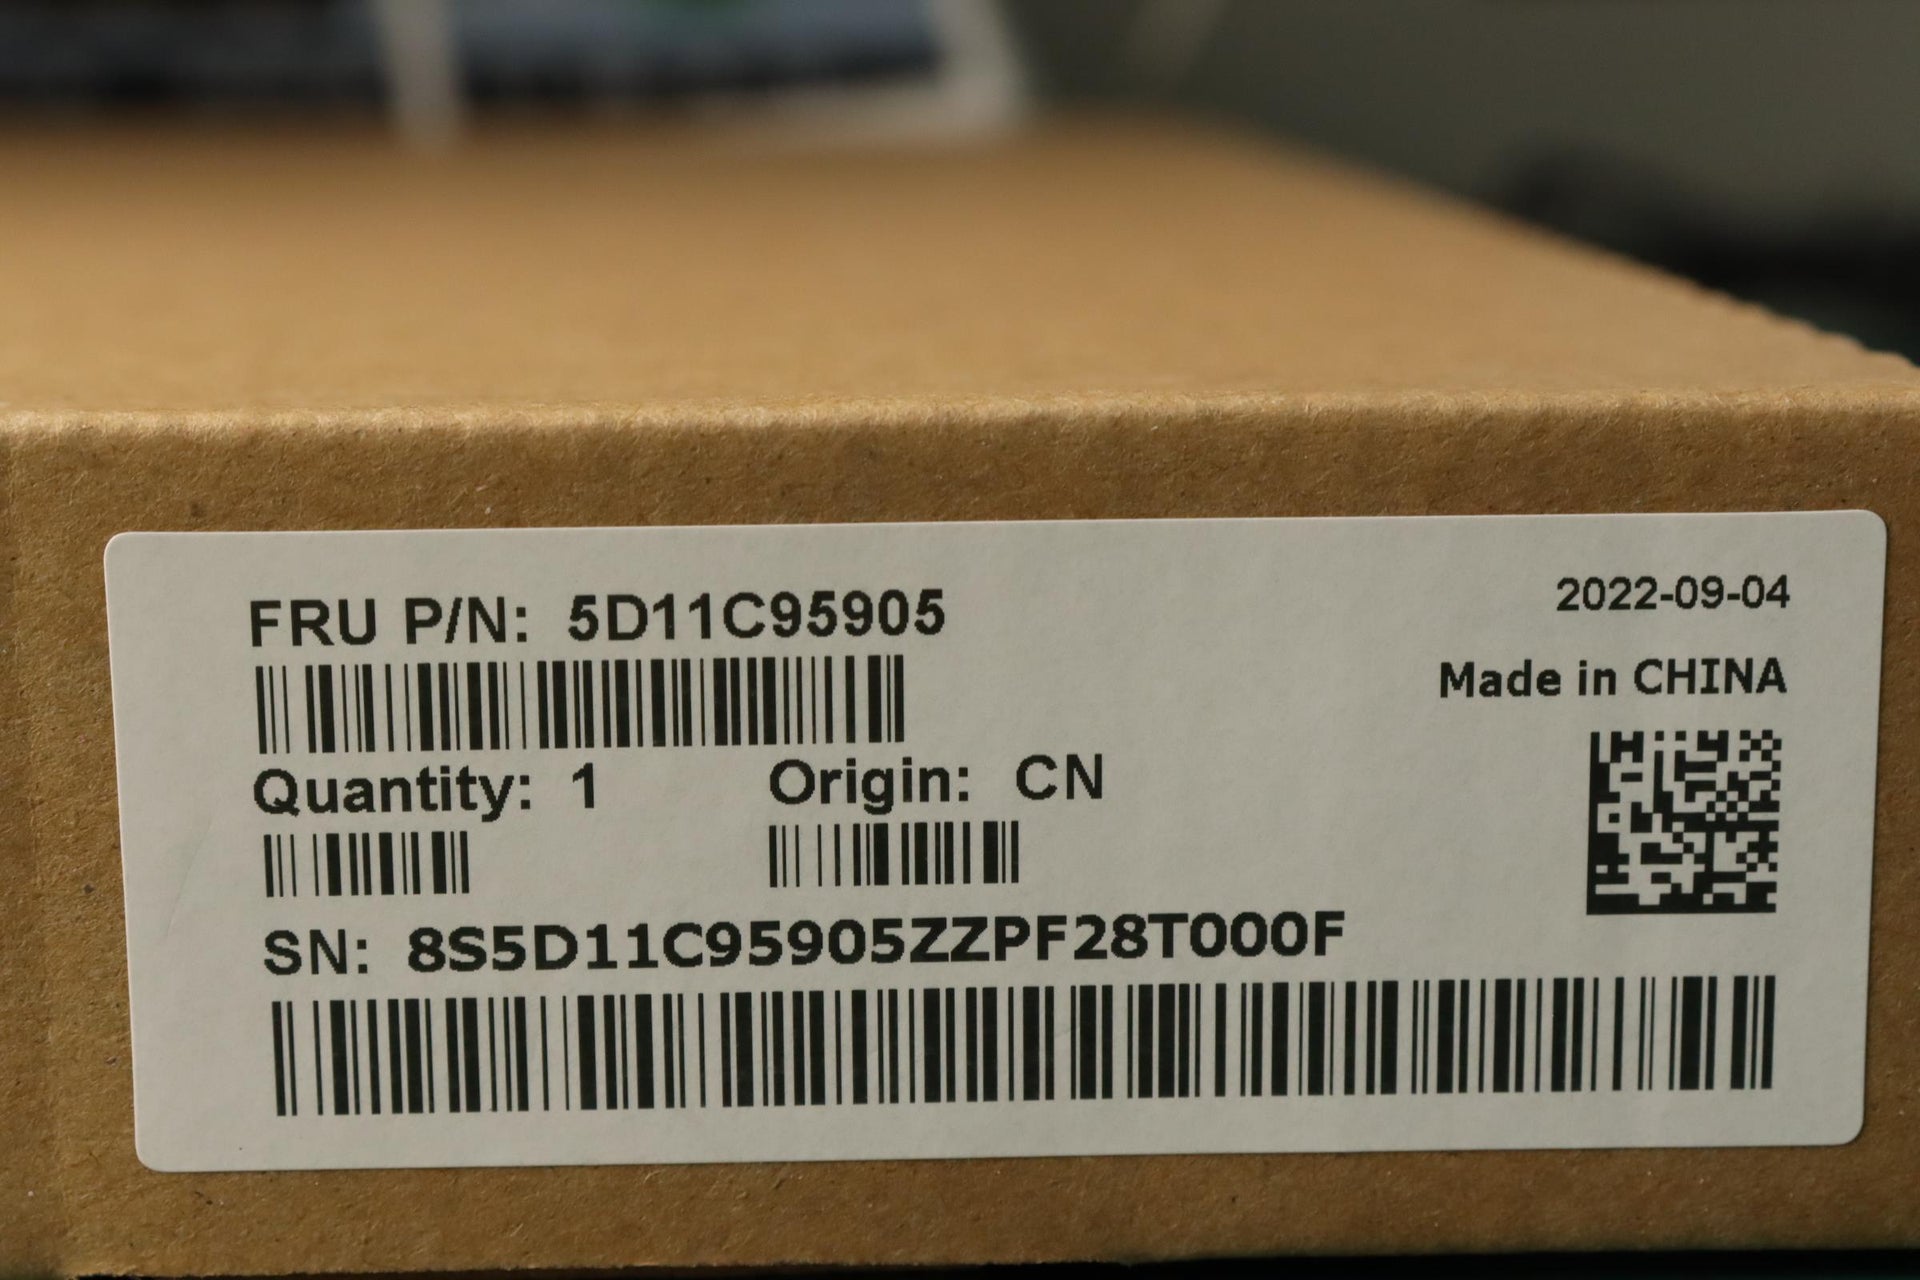 FRU P/N: 5D11C95905
2022-09-04
Made in CHINA
Quantity: 1 Origin: CN
SN: 8S5D11C95905ZZPF28T000F